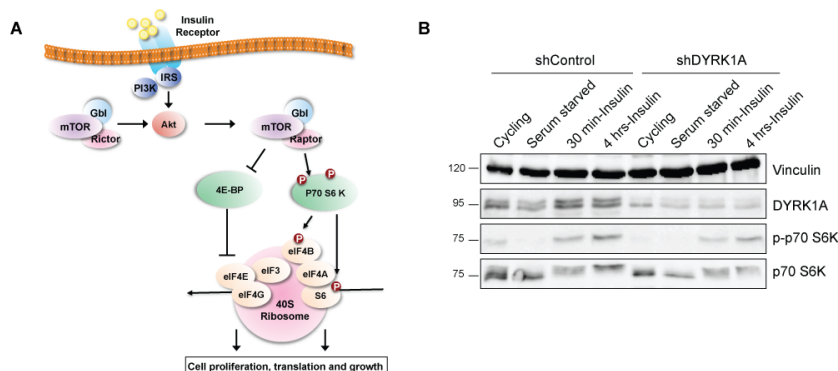 A
Insulin
Receptor
PI3K
IRS
Gbl
mTOR
Rictor
Akt
Gbl
mTOR
Raptor
4E-BP
P
P
P70 S6 K
P
eIF4B
eIF4E
eIF3
eIF4A
eIF4G
S6
P
40S
Ribosome
Cell proliferation, translation and growth
B
shControl
shDYRK1A
Cycling
Serum starved
30 min-Insulin
4 hrs-Insulin
Cycling
Serum starved
30 min-Insulin
4 hrs-Insulin
120
Vinculin
95
DYRK1A
75
p-p70 S6K
75
p70 S6K